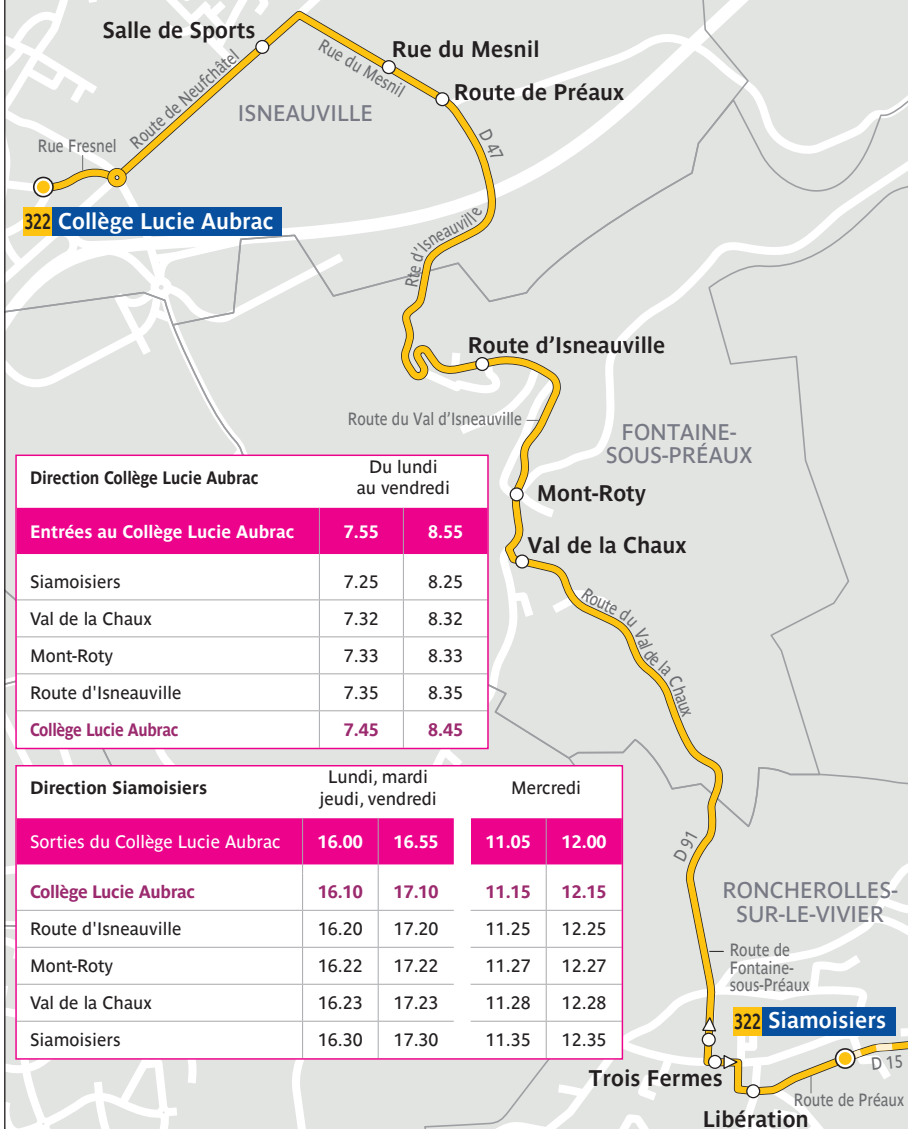 Salle de Sports
Rue du Mesnil
Rue du Mesnil
Route de Préaux
Route de Neufchâtel
ISNEAUVILLE
Rue Fresnel
D 47
322 Collège Lucie Aubrac
Rte d'Isneauville
Route d'Isneauville
Route du Val d'Isneauville
FONTAINE-
SOUS-PRÉAUX
Mont-Roty
Val de la Chaux
Route du Val de la Chaux
Direction Collège Lucie Aubrac Du lundi
au vendredi
Entrées au Collège Lucie Aubrac 7.55 8.55
Siamoisiers 7.25 8.25
Val de la Chaux 7.32 8.32
Mont-Roty 7.33 8.33
Route d'Isneauville 7.35 8.35
Collège Lucie Aubrac 7.45 8.45
Direction Siamoisiers Lundi, mardi
jeudi, vendredi Mercredi
Sorties du Collège Lucie Aubrac 16.00 16.55 11.05 12.00
Collège Lucie Aubrac 16.10 17.10 11.15 12.15
Route d'Isneauville 16.20 17.20 11.25 12.25
Mont-Roty 16.22 17.22 11.27 12.27
Val de la Chaux 16.23 17.23 11.28 12.28
Siamoisiers 16.30 17.30 11.35 12.35
D 91
RONCHEROLLES-
SUR-LE-VIVIER
Route de
Fontaine-
sous-Préaux
322 Siamoisiers
D 15
Trois Fermes
Route de Préaux
Libération